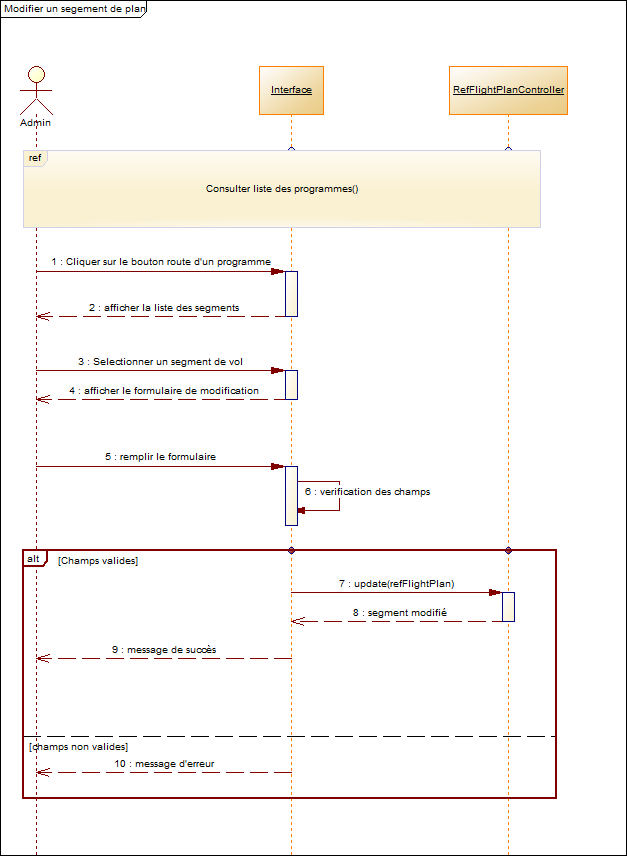 Modifier un segement de plan
Admin
Interface
RefFlightPlanController
ref
Consulter liste des programmes()
1 : Cliquer sur le bouton route d'un programme
2 : afficher la liste des segments
3 : Selectionner un segment de vol
4 : afficher le formulaire de modification
5 : remplir le formulaire
6 : verification des champs
alt
[Champs valides]
7 : update(refFlightPlan)
8 : segment modifié
9 : message de succès
[champs non valides]
10 : message d'erreur